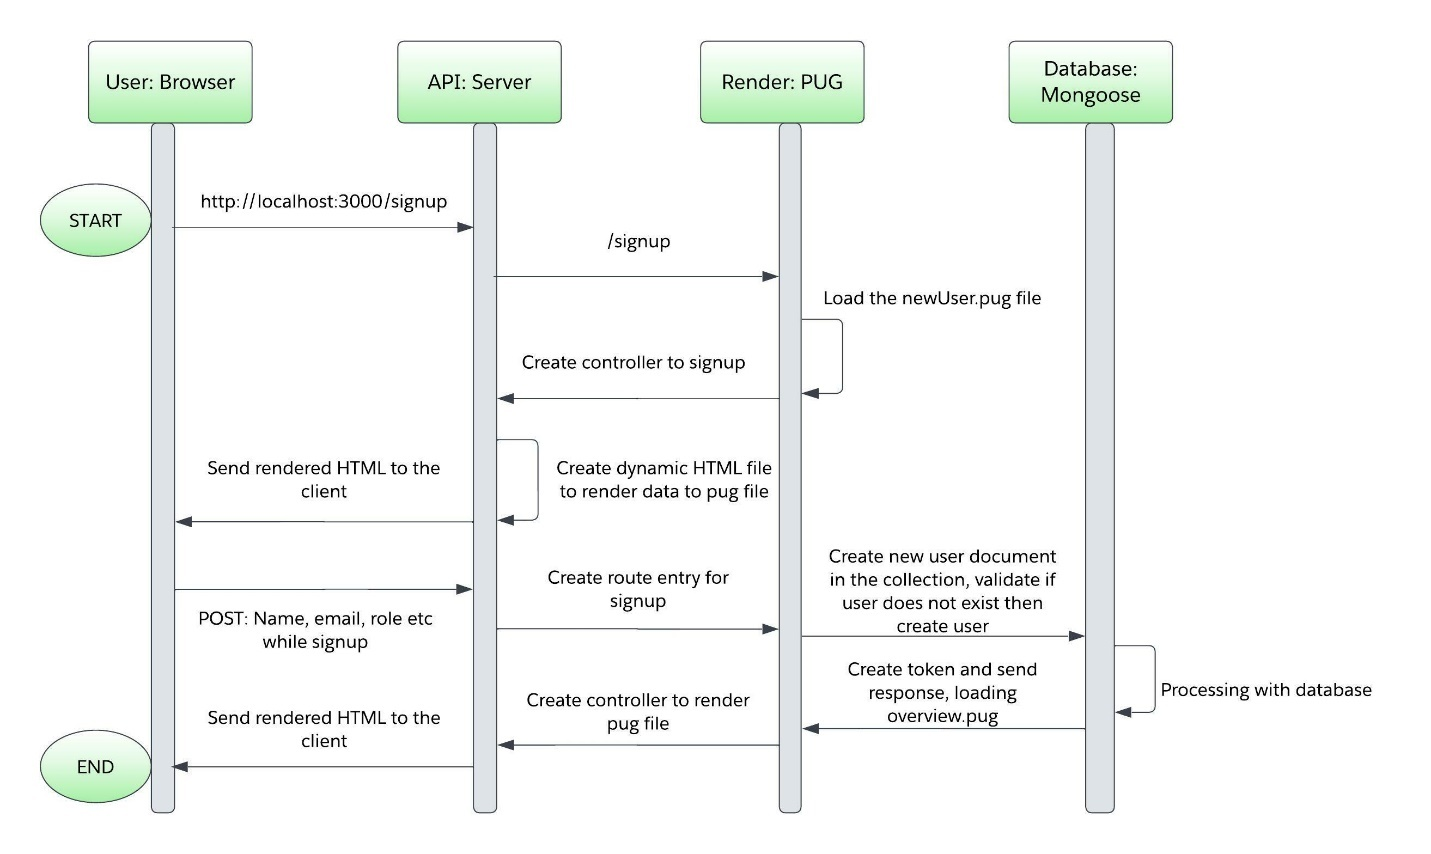 User: Browser
API: Server
Render: PUG
Database:
Mongoose
START
http://localhost:3000/signup
/signup
Load the newUser.pug file
Create controller to signup
Send rendered HTML to the
client
Create dynamic HTML file
to render data to pug file
POST: Name, email, role etc
while signup
Create route entry for
signup
Create new user document
in the collection, validate if
user does not exist then
create user
Processing with database
Create token and send
response, loading
overview.pug
Create controller to render
pug file
Send rendered HTML to the
client
END